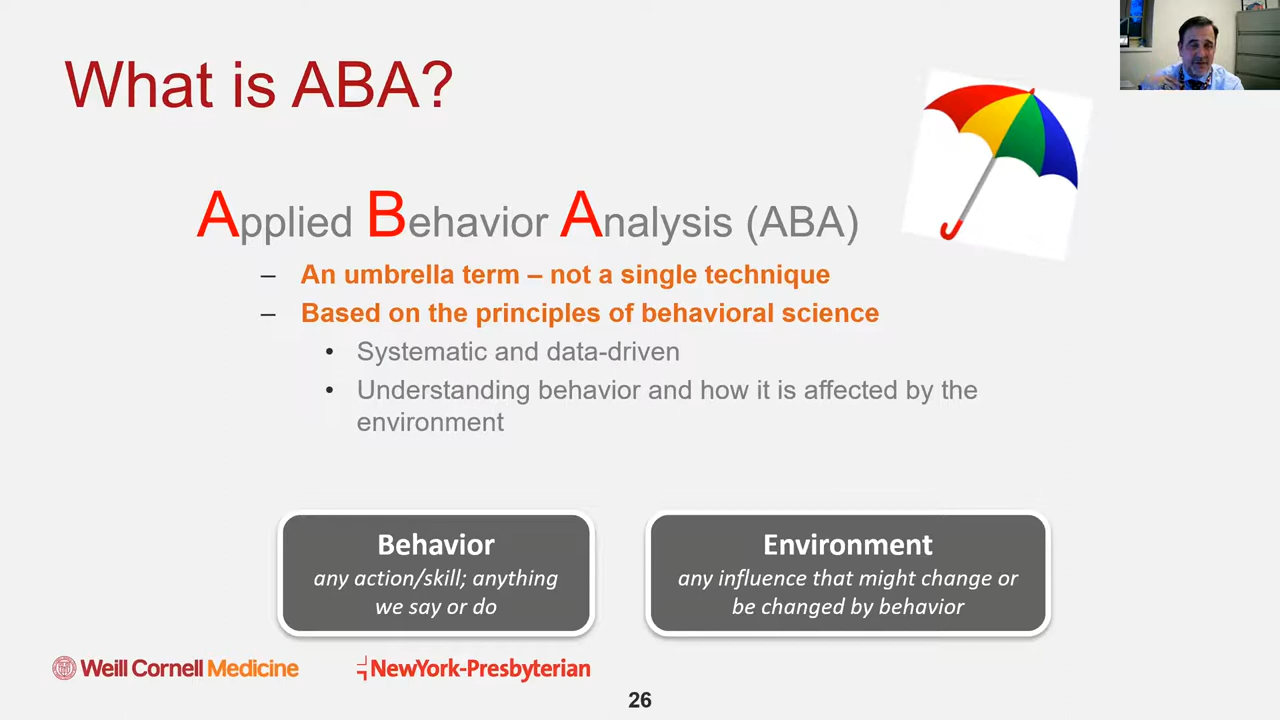 What is ABA?
Applied Behavior Analysis (ABA)
– An umbrella term – not a single technique
– Based on the principles of behavioral science
• Systematic and data-driven
• Understanding behavior and how it is affected by the
environment
Behavior
any action/skill; anything
we say or do
Environment
any influence that might change or
be changed by behavior
Weill Cornell Medicine
NewYork-Presbyterian
26